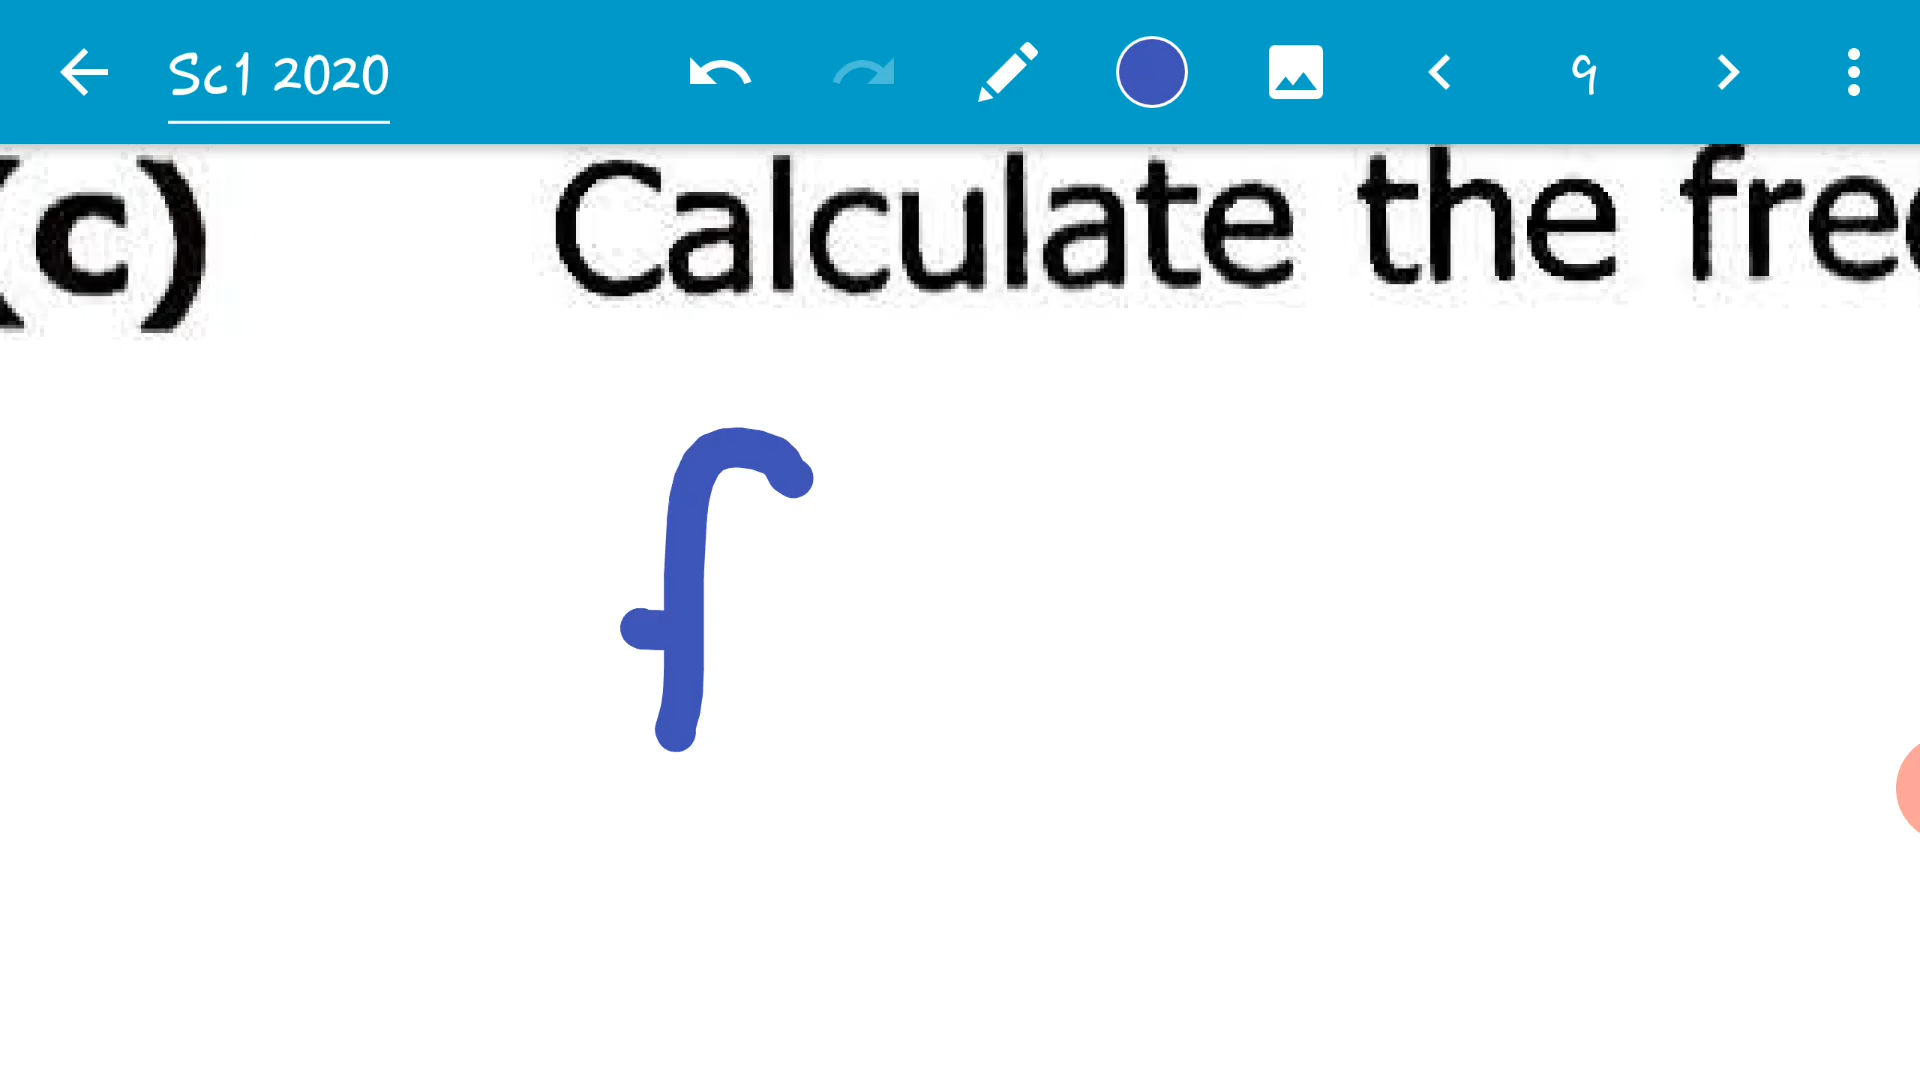 Sc1 2020 9
(c) Calculate the fre
f